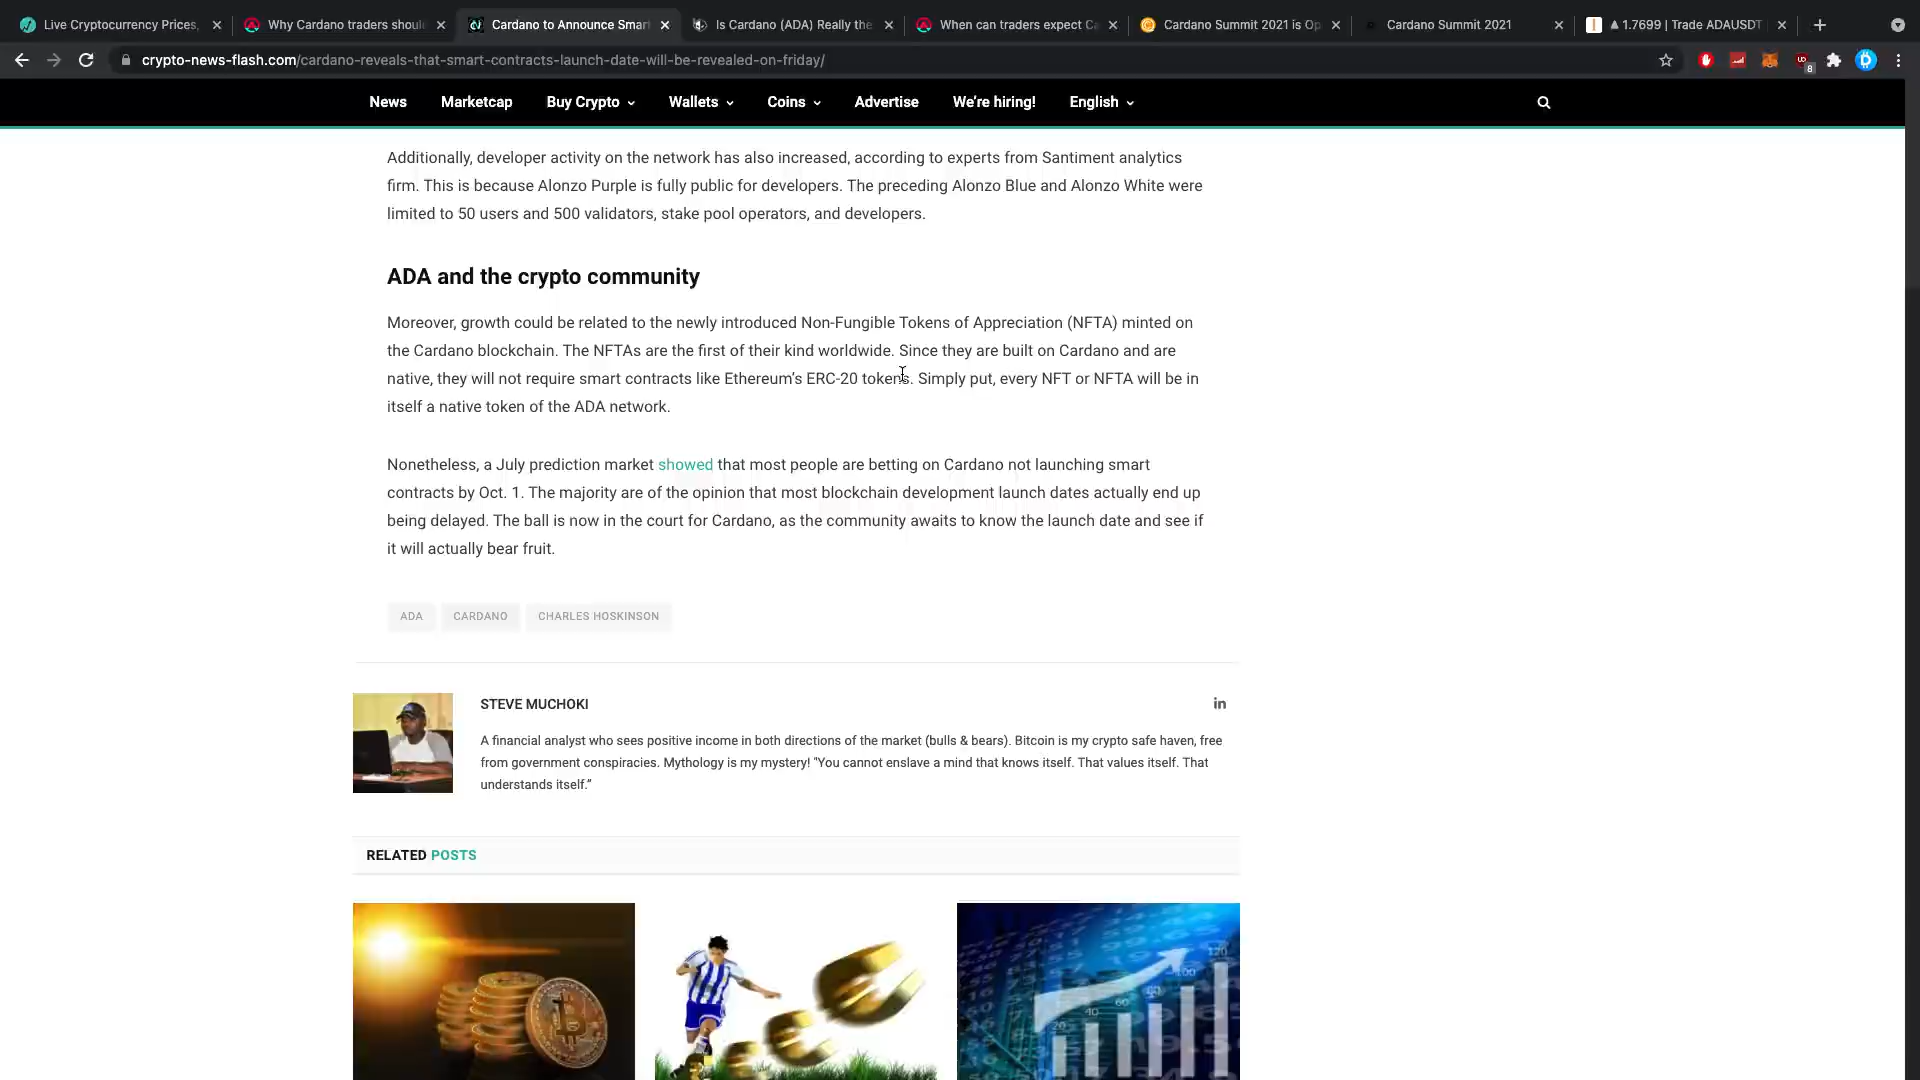 Live Cryptocurrency Prices,
Why Cardano traders shoul
Cardano to Announce Smar
Is Cardano (ADA) Really the
When can traders expect C
Cardano Summit 2021 is Op
Cardano Summit 2021
▲ 1.7699 | Trade ADAUSDT
crypto-news-flash.com/cardano-reveals-that-smart-contracts-launch-date-will-be-revealed-on-friday/
8
News
Marketcap
Buy Crypto
Wallets
Coins
Advertise
We're hiring!
English
Additionally, developer activity on the network has also increased, according to experts from Santiment analytics
firm. This is because Alonzo Purple is fully public for developers. The preceding Alonzo Blue and Alonzo White were
limited to 50 users and 500 validators, stake pool operators, and developers.
ADA and the crypto community
Moreover, growth could be related to the newly introduced Non-Fungible Tokens of Appreciation (NFTA) minted on
the Cardano blockchain. The NFTAs are the first of their kind worldwide. Since they are built on Cardano and are
native, they will not require smart contracts like Ethereum's ERC-20 tokens. Simply put, every NFT or NFTA will be in
itself a native token of the ADA network.
Nonetheless, a July prediction market showed that most people are betting on Cardano not launching smart
contracts by Oct. 1. The majority are of the opinion that most blockchain development launch dates actually end up
being delayed. The ball is now in the court for Cardano, as the community awaits to know the launch date and see if
it will actually bear fruit.
ADA
CARDANO
CHARLES HOSKINSON
STEVE MUCHOKI
in
A financial analyst who sees positive income in both directions of the market (bulls & bears). Bitcoin is my crypto safe haven, free
from government conspiracies. Mythology is my mystery! "You cannot enslave a mind that knows itself. That values itself. That
understands itself."
RELATED POSTS
120
100
80
60
40
20